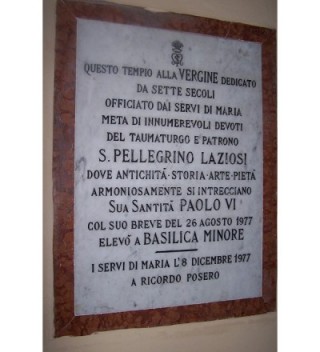 QUESTO TEMPIO ALLA VERGINE DEDICATO
DA SETTE SECOLI
OFFICIATO DAI SERVI DI MARIA
META DI INNUMEREVOLI DEVOTI
DEL TAUMATURGO E PATRONO
S. PELLEGRINO LAZIOSI
DOVE ANTICHITÀ·STORIA·ARTE·PIETÀ
ARMONIOSAMENTE SI INTRECCIANO
SUA SANTITÀ PAOLO VI
COL SUO BREVE DEL 26 AGOSTO 1977
ELEVÒ A BASILICA MINORE
I SERVI DI MARIA L'8 DICEMBRE 1977
A RICORDO POSERO